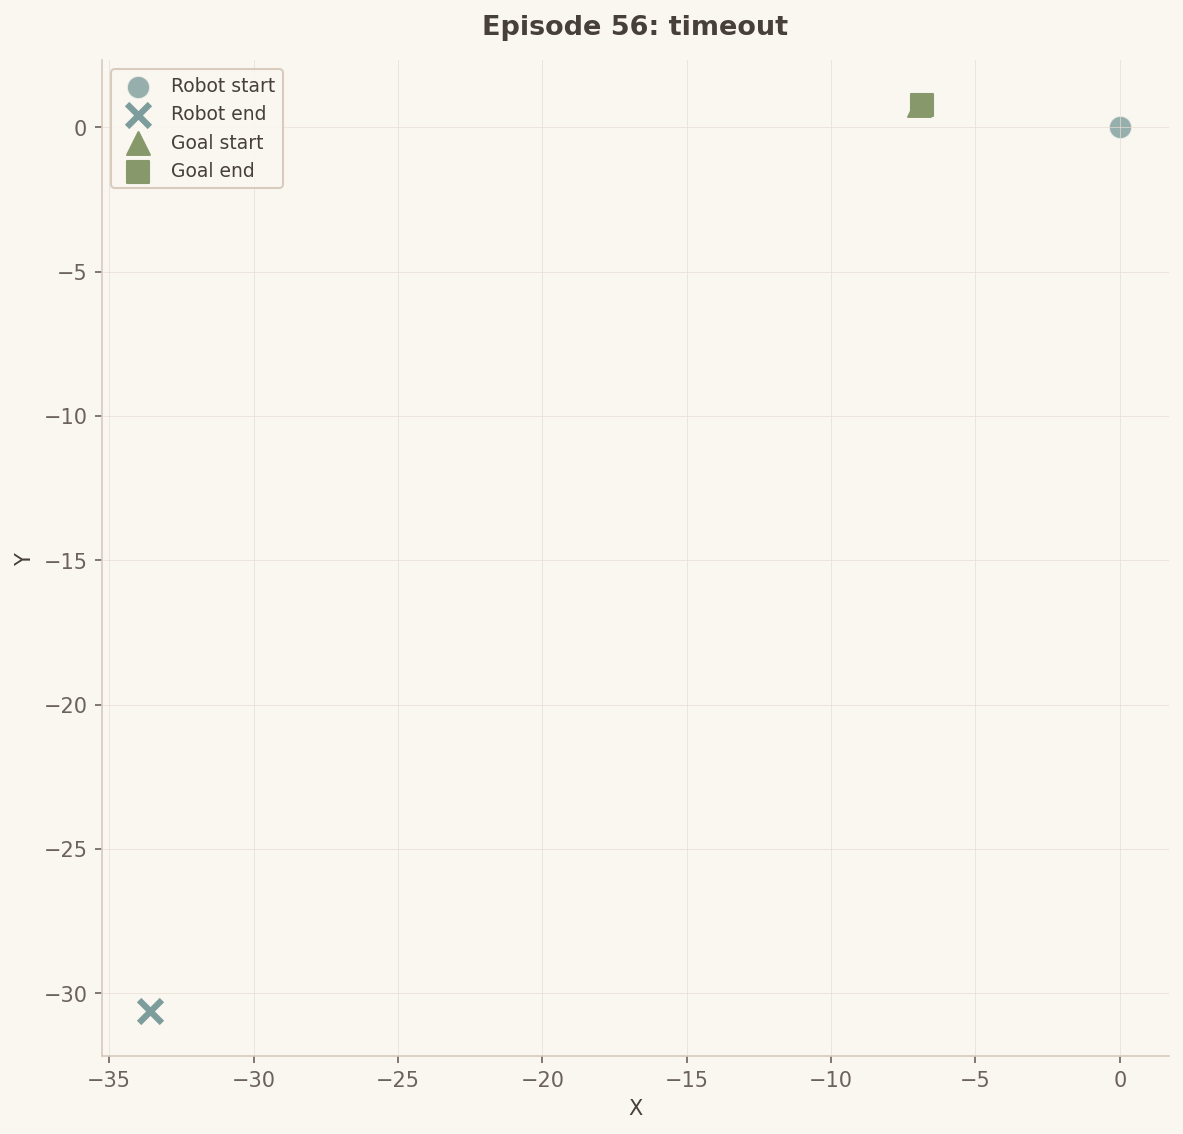 Episode 56: timeout
Robot start
Robot end
Goal start
Goal end
0
−5
−10
−15
−20
−25
−30
Y
−35 −30 −25 −20 −15 −10 −5 0
X